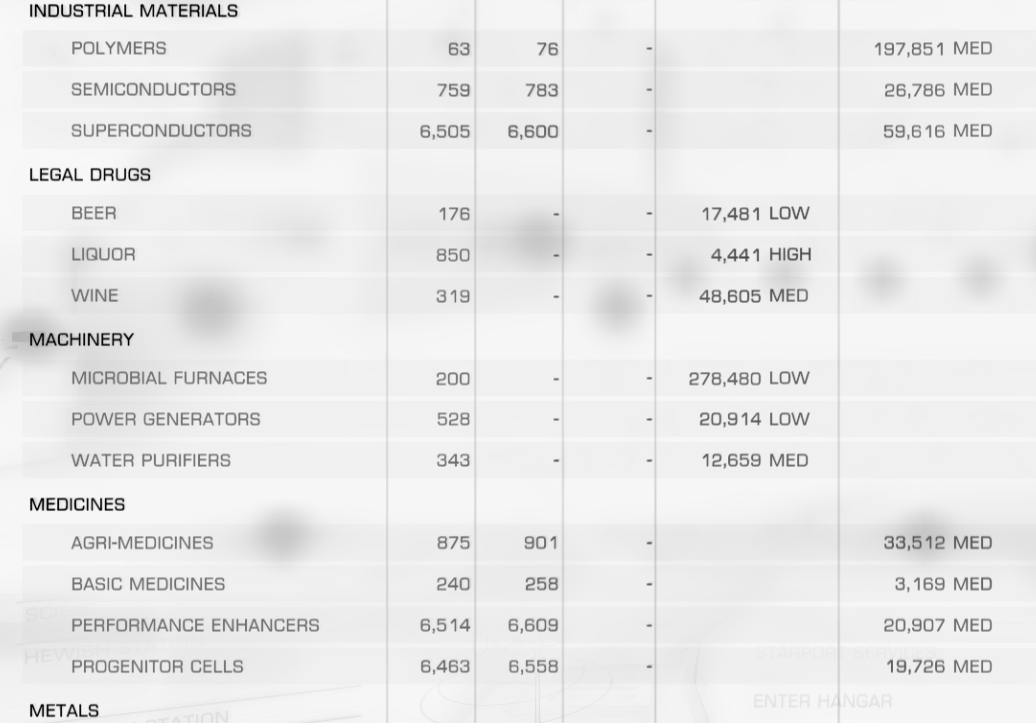 INDUSTRIAL MATERIALS
POLYMERS 63 76 - 197,851 MED
SEMICONDUCTORS 759 783 - 26,786 MED
SUPERCONDUCTORS 6,505 6,600 - 59,616 MED
LEGAL DRUGS
BEER 176 - - 17,481 LOW
LIQUOR 850 - - 4,441 HIGH
WINE 319 - - 48,605 MED
MACHINERY
MICROBIAL FURNACES 200 - - 278,480 LOW
POWER GENERATORS 528 - - 20,914 LOW
WATER PURIFIERS 343 - - 12,659 MED
MEDICINES
AGRI-MEDICINES 875 901 - 33,512 MED
BASIC MEDICINES 240 258 - 3,169 MED
PERFORMANCE ENHANCERS 6,514 6,609 - 20,907 MED
STARPORT SERVICES
PROGENITOR CELLS 6,463 6,558 - 19,726 MED
ENTER HANGAR
METALS